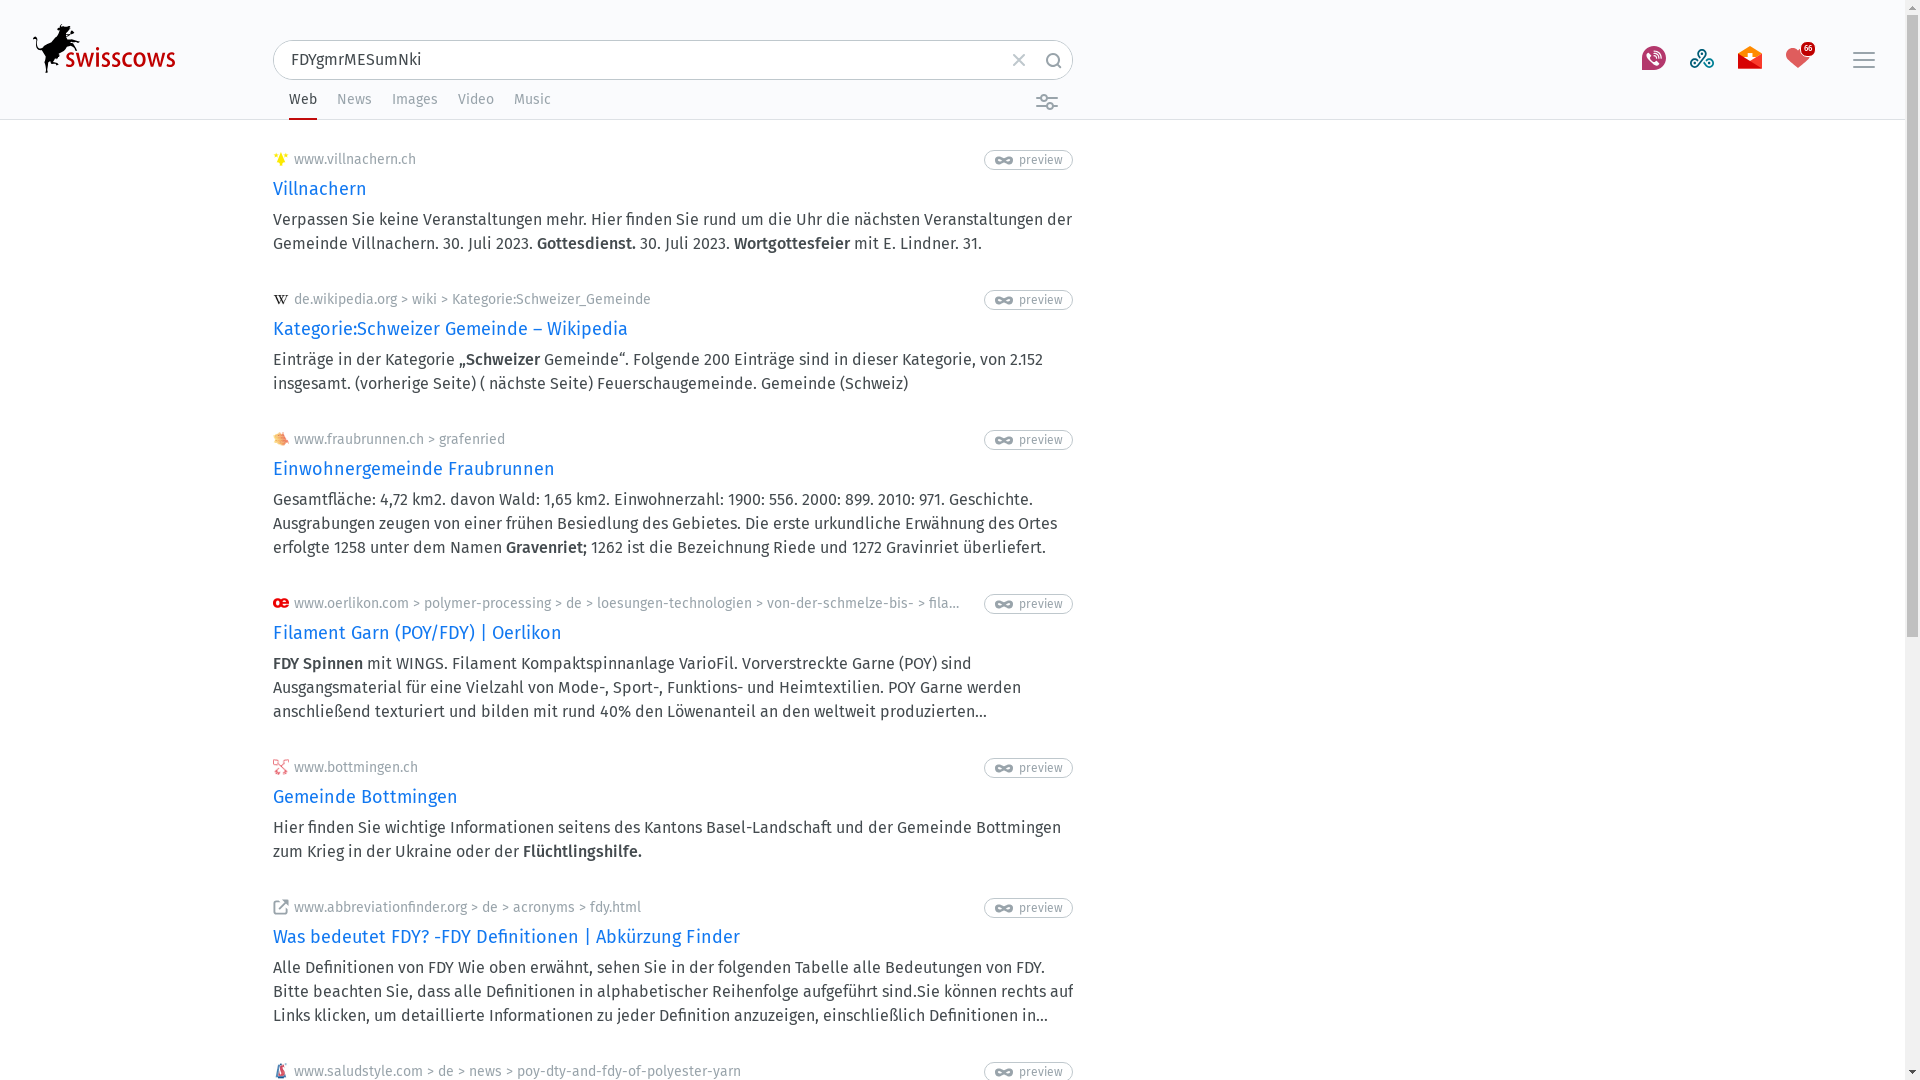 swisscows
FDYgmrMESumNki
66
Web News Images Video Music
www.villnachern.ch preview
Villnachern
Verpassen Sie keine Veranstaltungen mehr. Hier finden Sie rund um die Uhr die nächsten Veranstaltungen der
Gemeinde Villnachern. 30. Juli 2023. Gottesdienst. 30. Juli 2023. Wortgottesfeier mit E. Lindner. 31.
de.wikipedia.org > wiki > Kategorie:Schweizer_Gemeinde preview
Kategorie:Schweizer Gemeinde – Wikipedia
Einträge in der Kategorie „Schweizer Gemeinde“. Folgende 200 Einträge sind in dieser Kategorie, von 2.152
insgesamt. (vorherige Seite) ( nächste Seite) Feuerschaugemeinde. Gemeinde (Schweiz)
www.fraubrunnen.ch > grafenried preview
Einwohnergemeinde Fraubrunnen
Gesamtfläche: 4,72 km2. davon Wald: 1,65 km2. Einwohnerzahl: 1900: 556. 2000: 899. 2010: 971. Geschichte.
Ausgrabungen zeugen von einer frühen Besiedlung des Gebietes. Die erste urkundliche Erwähnung des Ortes
erfolgte 1258 unter dem Namen Gravenriet; 1262 ist die Bezeichnung Riede und 1272 Gravinriet überliefert.
www.oerlikon.com > polymer-processing > de > loesungen-technologien > von-der-schmelze-bis- > fila... preview
Filament Garn (POY/FDY) | Oerlikon
FDY Spinnen mit WINGS. Filament Kompaktspinnanlage VarioFil. Vorverstreckte Garne (POY) sind
Ausgangsmaterial für eine Vielzahl von Mode-, Sport-, Funktions- und Heimtextilien. POY Garne werden
anschließend texturiert und bilden mit rund 40% den Löwenanteil an den weltweit produzierten...
www.bottmingen.ch preview
Gemeinde Bottmingen
Hier finden Sie wichtige Informationen seitens des Kantons Basel-Landschaft und der Gemeinde Bottmingen
zum Krieg in der Ukraine oder der Flüchtlingshilfe.
www.abbreviationfinder.org > de > acronyms > fdy.html preview
Was bedeutet FDY? -FDY Definitionen | Abkürzung Finder
Alle Definitionen von FDY Wie oben erwähnt, sehen Sie in der folgenden Tabelle alle Bedeutungen von FDY.
Bitte beachten Sie, dass alle Definitionen in alphabetischer Reihenfolge aufgeführt sind.Sie können rechts auf
Links klicken, um detaillierte Informationen zu jeder Definition anzuzeigen, einschließlich Definitionen in...
www.saludstyle.com > de > news > poy-dty-and-fdy-of-polyester-yarn preview